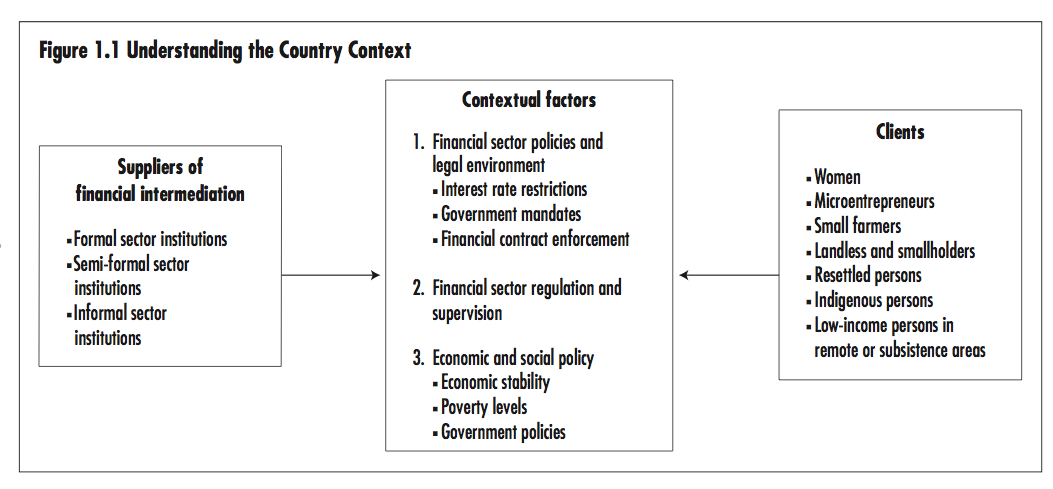 Figure 1.1 Understanding the Country Context
Suppliers of
financial intermediation
▪ Formal sector institutions
▪ Semi-formal sector
institutions
▪ Informal sector
institutions
Contextual factors
1. Financial sector policies and
legal environment
▪ Interest rate restrictions
▪ Government mandates
▪ Financial contract enforcement
2. Financial sector regulation and
supervision
3. Economic and social policy
▪ Economic stability
▪ Poverty levels
▪ Government policies
Clients
▪ Women
▪ Microentrepreneurs
▪ Small farmers
▪ Landless and smallholders
▪ Resettled persons
▪ Indigenous persons
▪ Low-income persons in
remote or subsistence areas